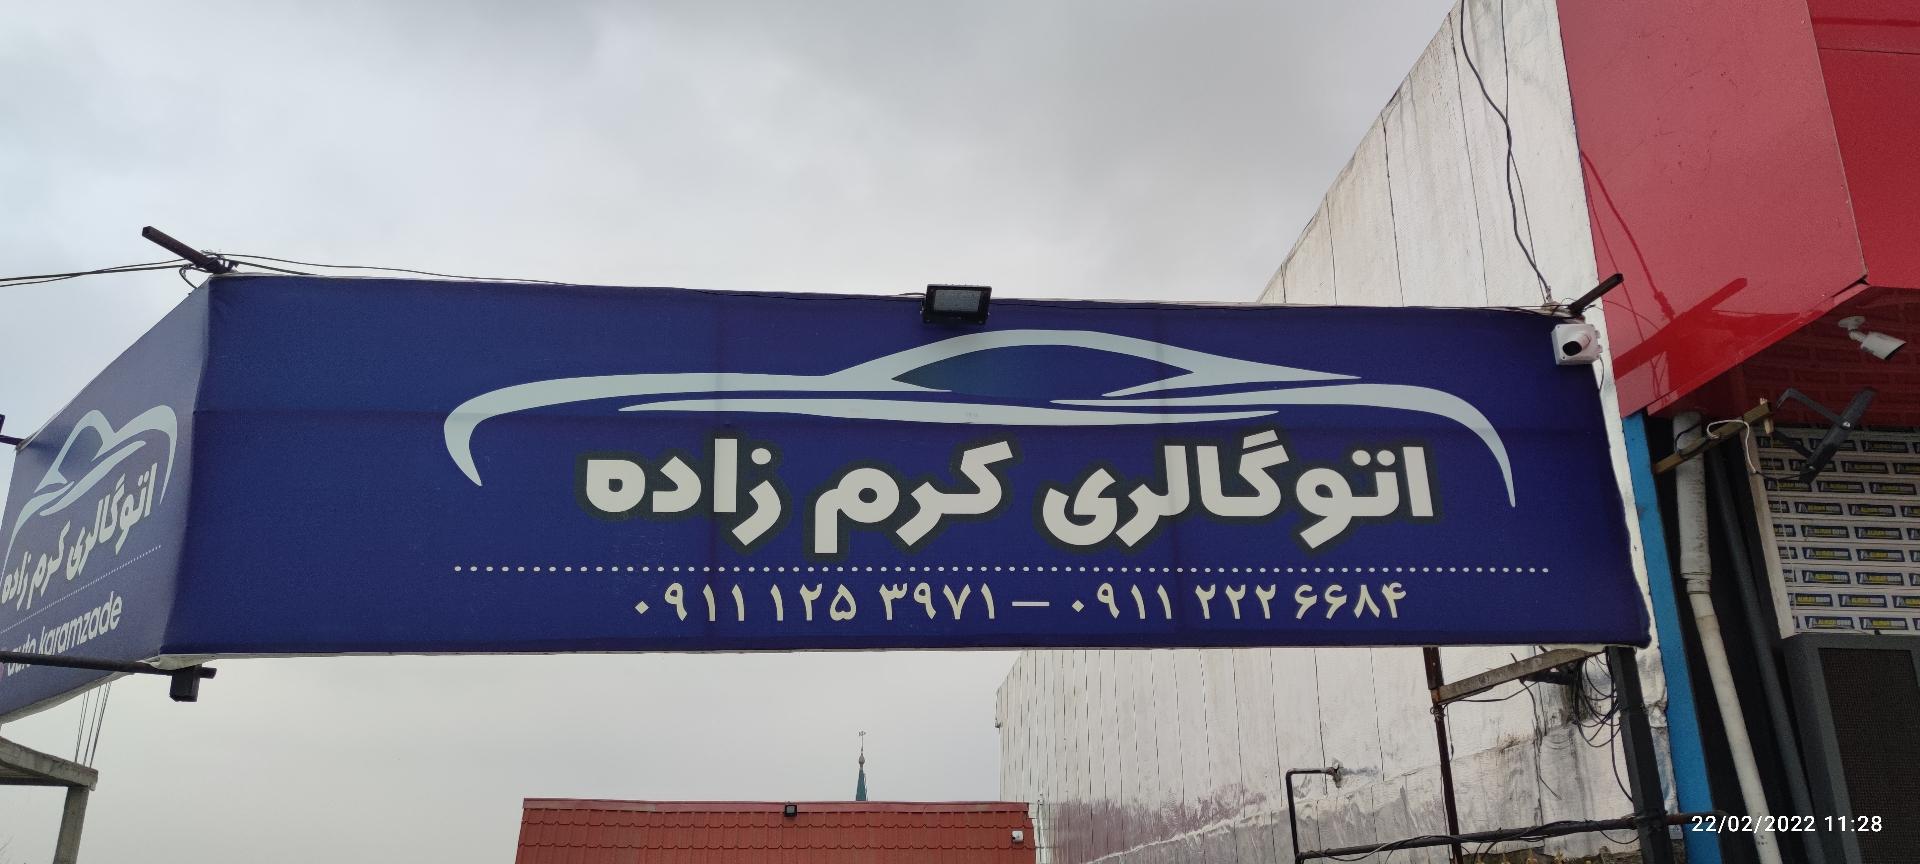 اتوگالری کرم زاده
۰۹۱۱ ۱۲۵ ۳۹۷۱ – ۰۹۱۱ ۲۲۲ ۶۶۸۴
اتوگالری کرم زاده
auto karamzade
22/02/2022 11:28